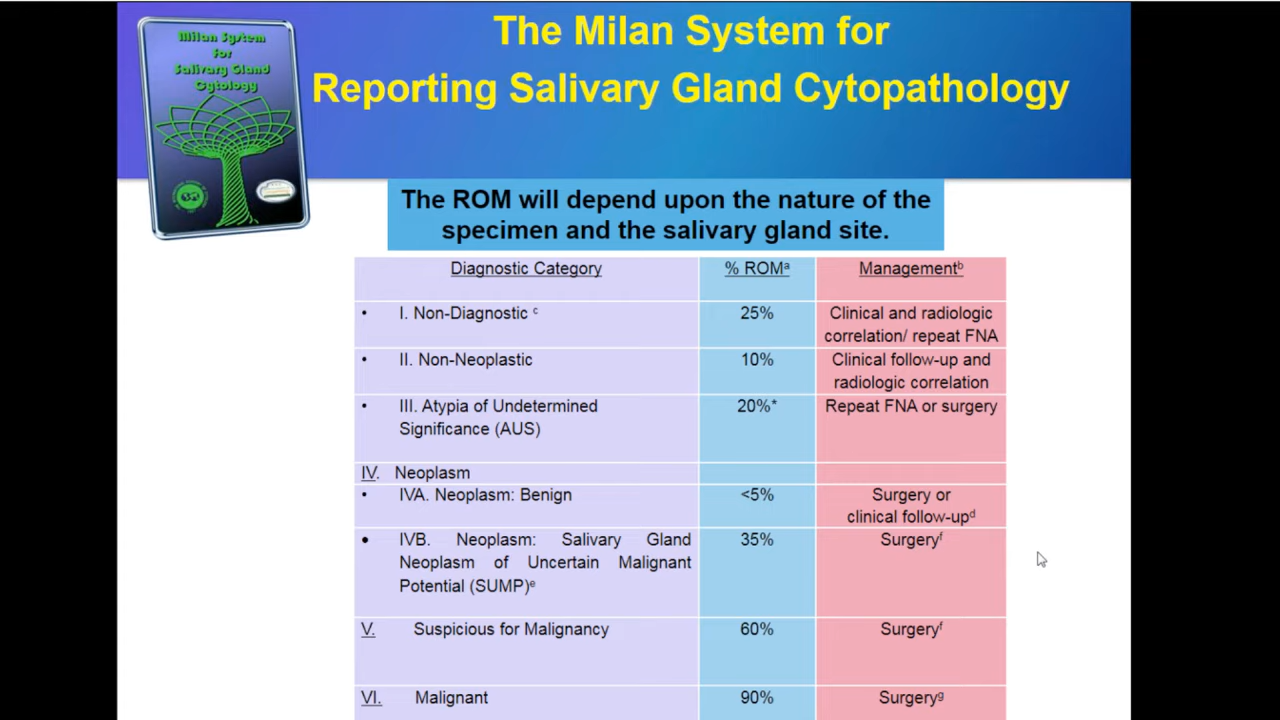 Milan System
for
Salivary Gland
Cytology
The Milan System for
Reporting Salivary Gland Cytopathology
The ROM will depend upon the nature of the
specimen and the salivary gland site.
Diagnostic Category % ROMᵃ Managementᵇ
• I. Non-Diagnostic ᶜ 25% Clinical and radiologic
correlation/ repeat FNA
• II. Non-Neoplastic 10% Clinical follow-up and
radiologic correlation
• III. Atypia of Undetermined 20%* Repeat FNA or surgery
Significance (AUS)
IV. Neoplasm
• IVA. Neoplasm: Benign <5% Surgery or
clinical follow-upᵈ
• IVB. Neoplasm: Salivary Gland 35% Surgeryᶠ
Neoplasm of Uncertain Malignant
Potential (SUMP)ᵉ
V. Suspicious for Malignancy 60% Surgeryᶠ
VI. Malignant 90% Surgeryᵍ